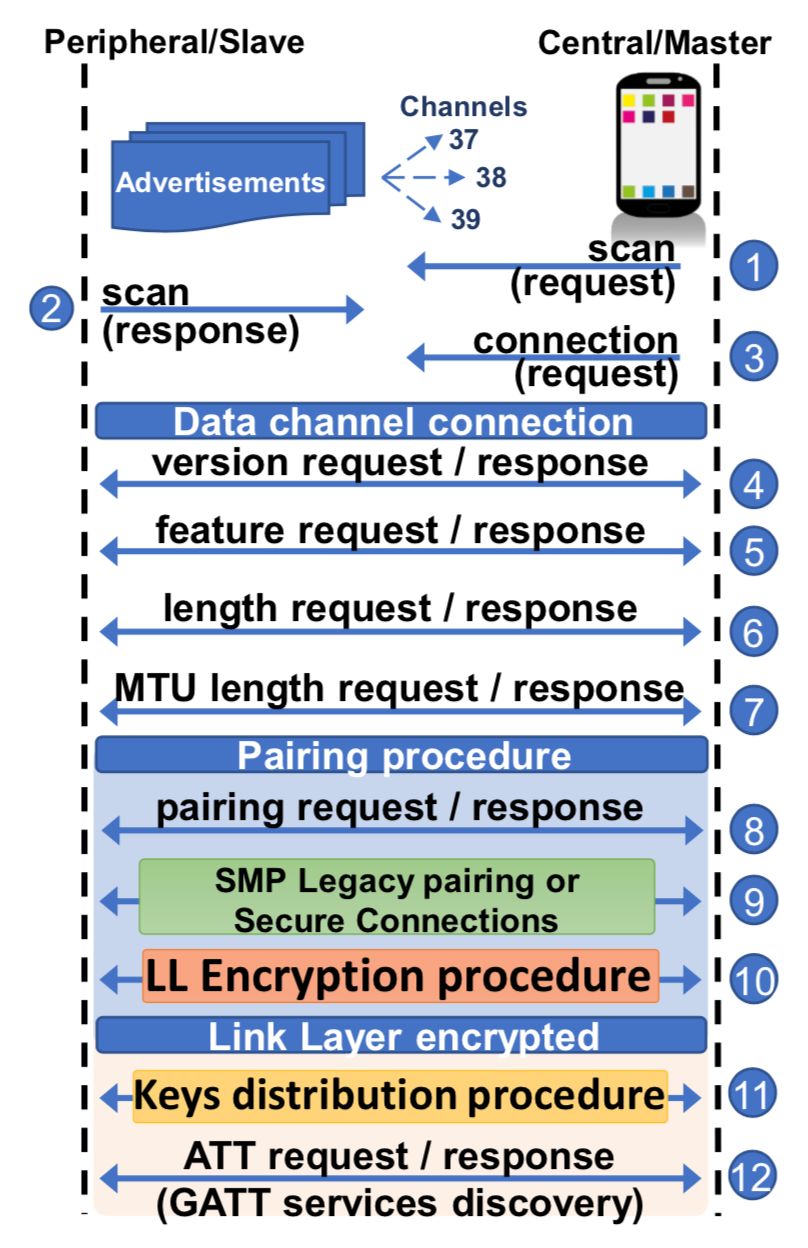 Peripheral/Slave
Central/Master
Channels
37
Advertisements
38
39
scan
(request)
1
2
scan
(response)
connection
(request)
3
Data channel connection
version request / response
4
feature request / response
5
length request / response
6
MTU length request / response
7
Pairing procedure
pairing request / response
8
SMP Legacy pairing or
Secure Connections
9
LL Encryption procedure
10
Link Layer encrypted
Keys distribution procedure
11
ATT request / response
(GATT services discovery)
12